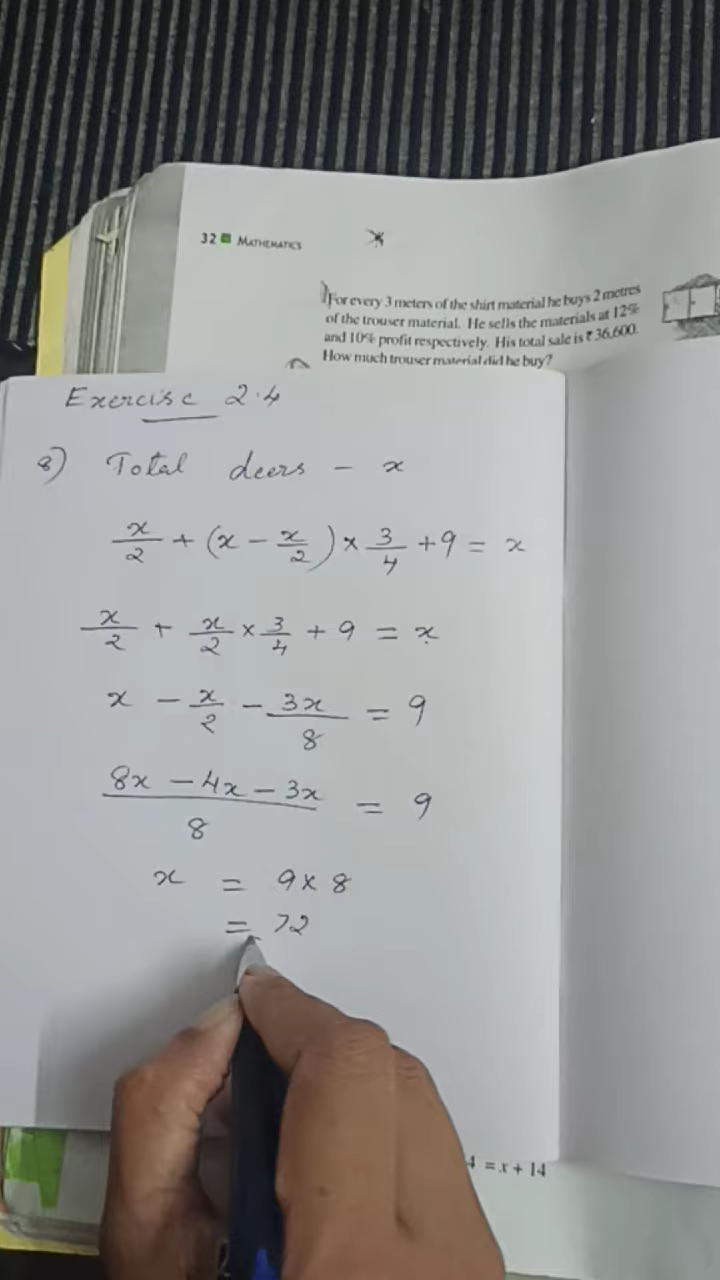 32 MATHEMATICS
For every 3 meters of the shirt material he buys 2 metres
of the trouser material. He sells the materials at 12%
and 10% profit respectively. His total sale is ₹ 36,600.
How much trouser material did he buy?
Exercise 2.4
8) Total deers - x
x/2 + (x - x/2) × 3/4 + 9 = x
x/2 + x/2 × 3/4 + 9 = x
x - x/2 - 3x/8 = 9
(8x - 4x - 3x)/8 = 9
x = 9 × 8
= 72
4 = x + 14